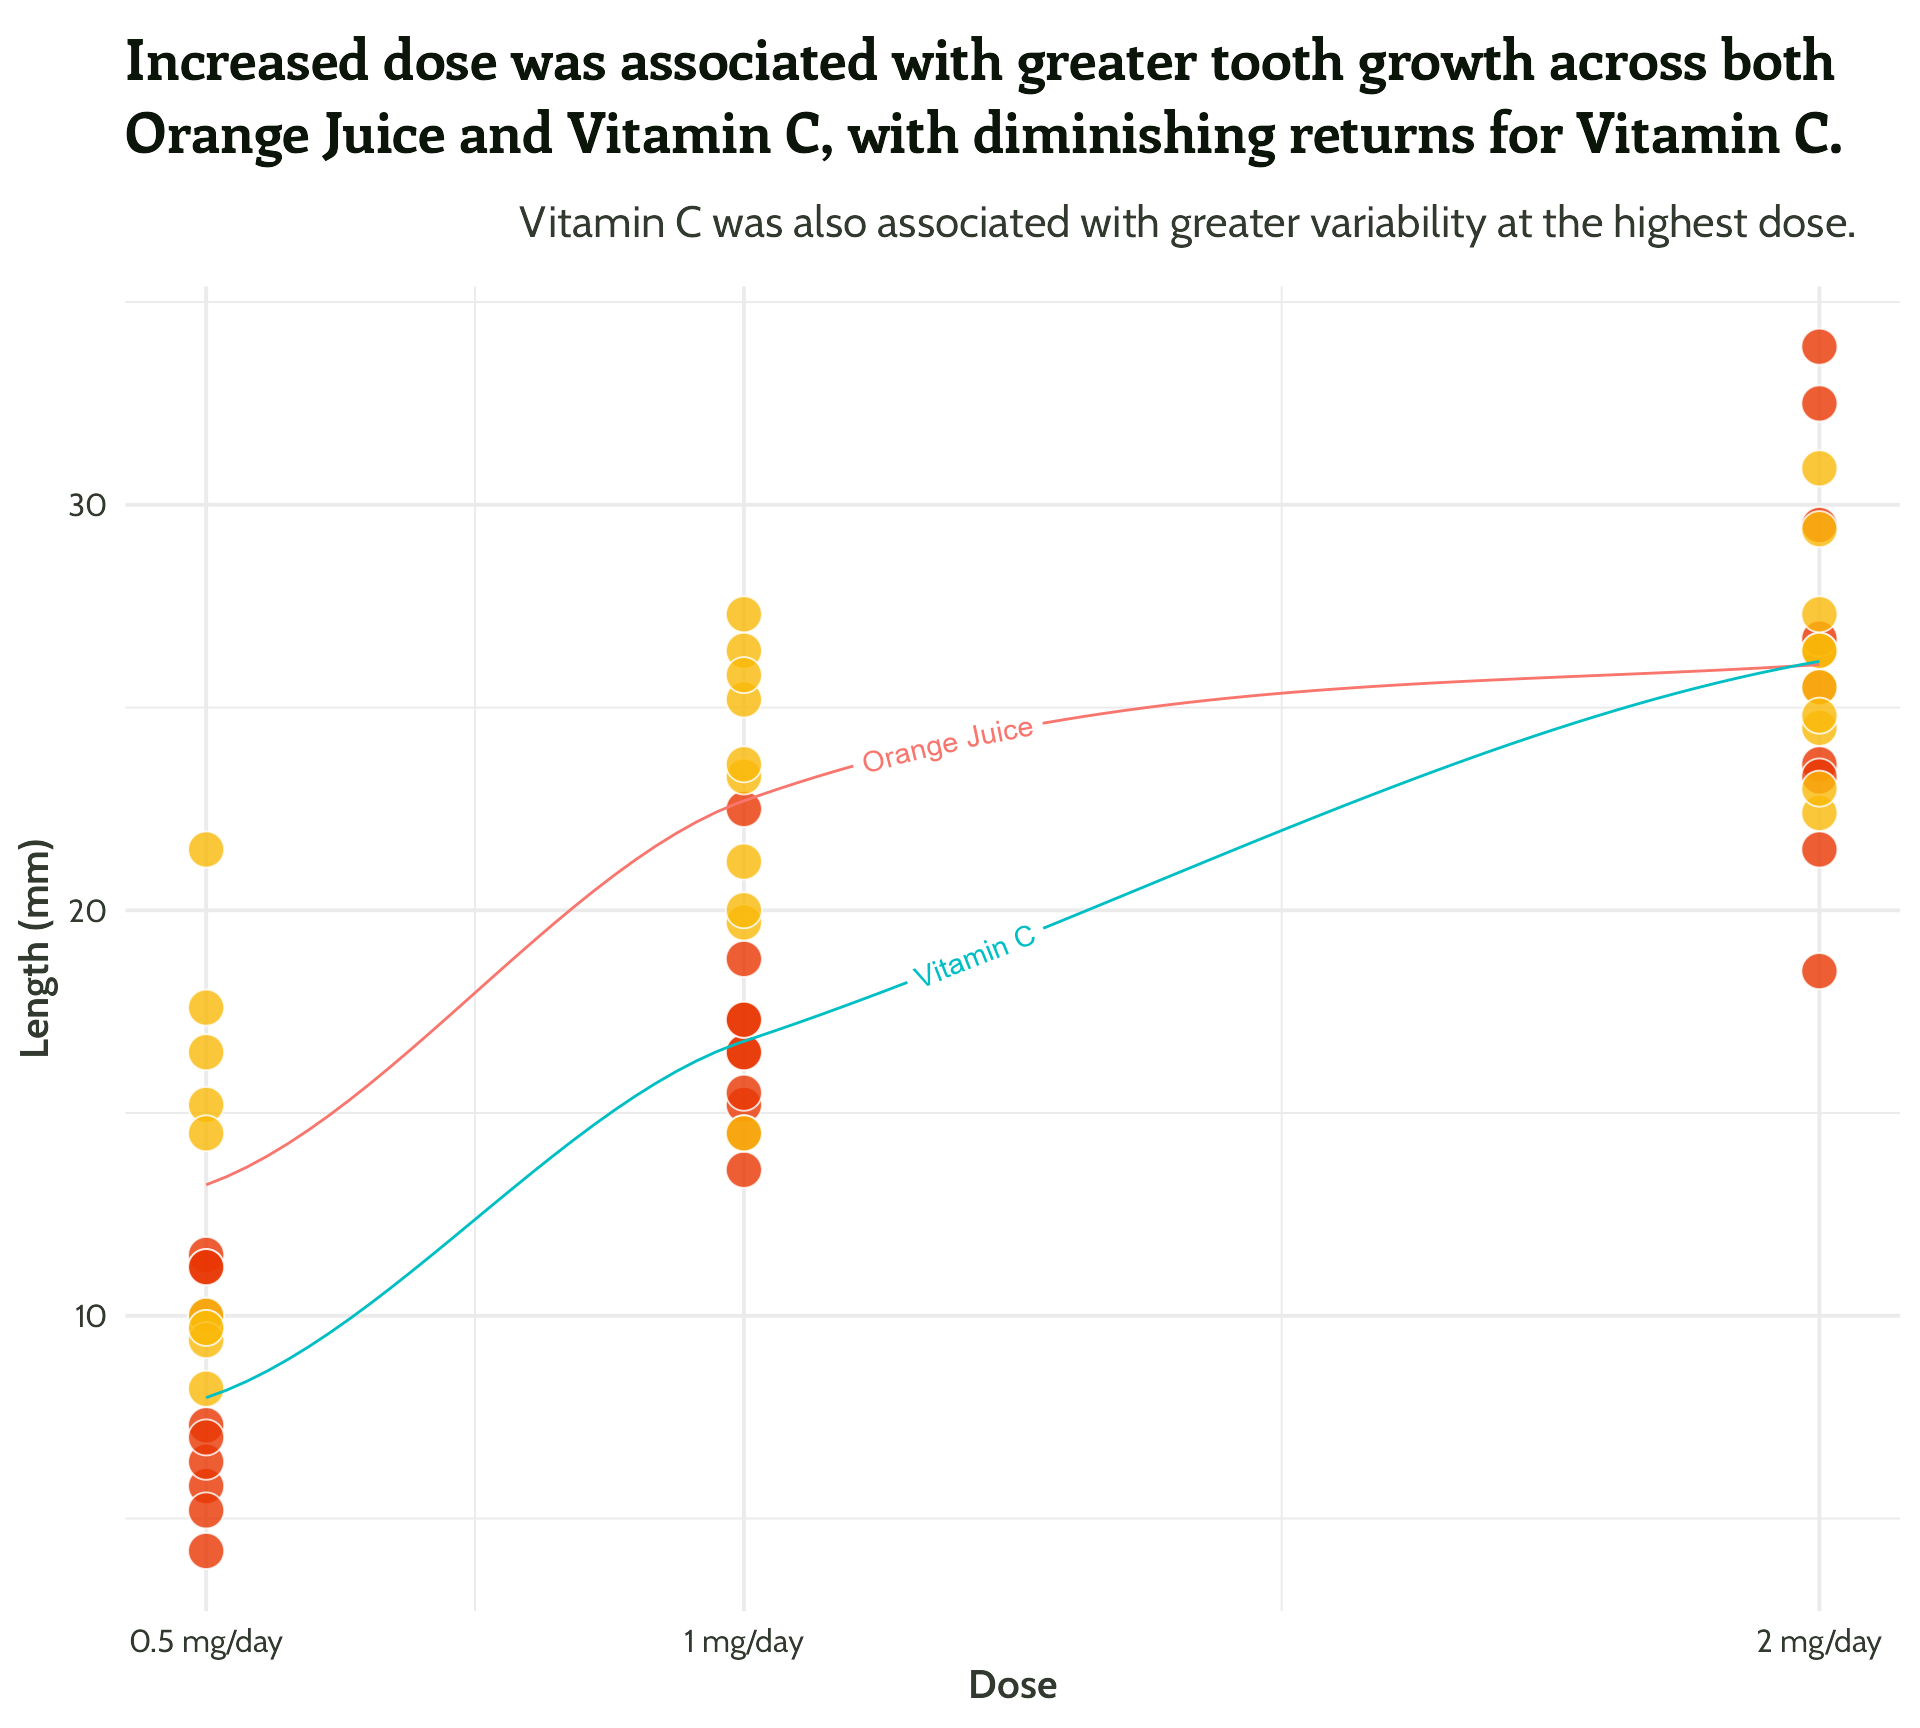 Increased dose was associated with greater tooth growth across both
Orange Juice and Vitamin C, with diminishing returns for Vitamin C.
Vitamin C was also associated with greater variability at the highest dose.
30
20
10
Length (mm)
Orange Juice
Vitamin C
0.5 mg/day
1 mg/day
2 mg/day
Dose